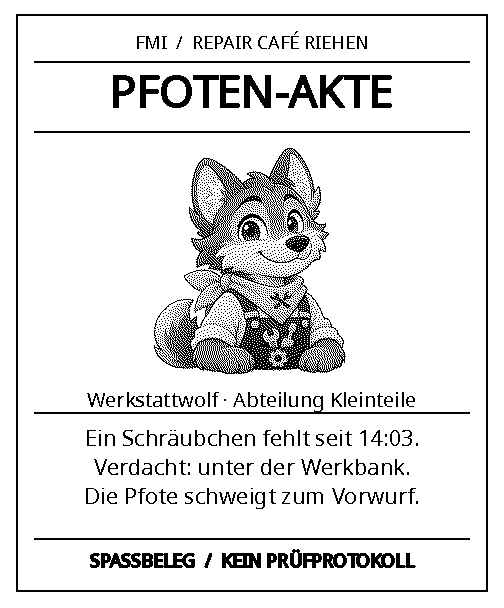 FMI / REPAIR CAFÉ RIEHEN
PFOTEN-AKTE
Werkstattwolf · Abteilung Kleinteile
Ein Schräubchen fehlt seit 14:03.
Verdacht: unter der Werkbank.
Die Pfote schweigt zum Vorwurf.
SPASSBELEG / KEIN PRÜFPROTOKOLL